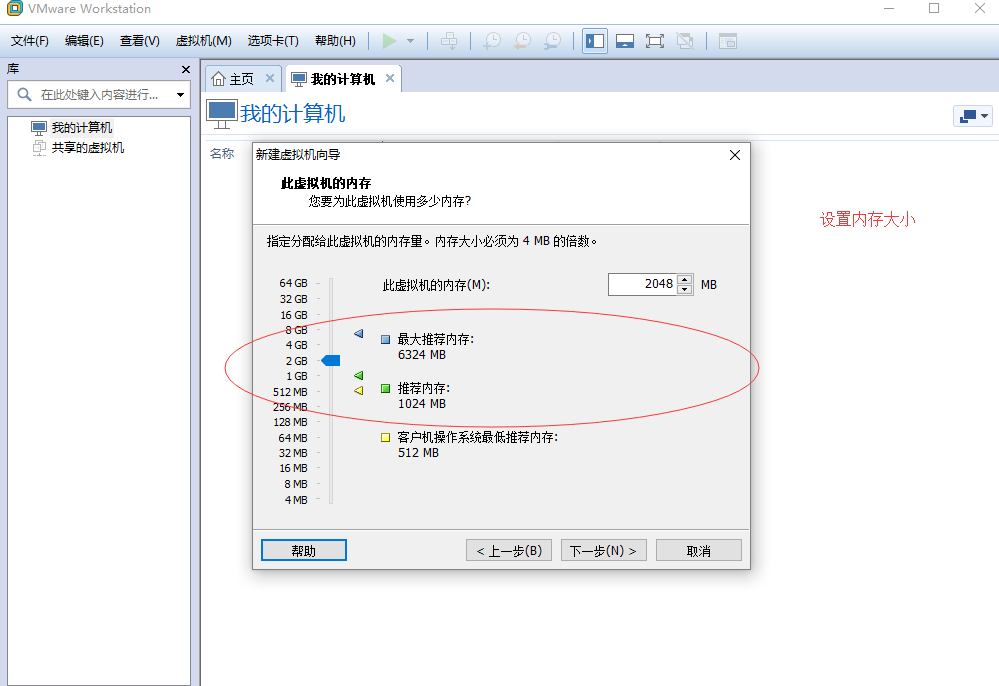 VMware Workstation
文件(F) 编辑(E) 查看(V) 虚拟机(M) 选项卡(T) 帮助(H)
库
在此处键入内容进行...
我的计算机
共享的虚拟机
主页
我的计算机
我的计算机
名称
设置内存大小
新建虚拟机向导
此虚拟机的内存
您要为此虚拟机使用多少内存?
指定分配给此虚拟机的内存量。内存大小必须为 4 MB 的倍数。
此虚拟机的内存(M): 2048 MB
64 GB
32 GB
16 GB
8 GB
4 GB
2 GB
1 GB
512 MB
256 MB
128 MB
64 MB
32 MB
16 MB
8 MB
4 MB
最大推荐内存:
6324 MB
推荐内存:
1024 MB
客户机操作系统最低推荐内存:
512 MB
帮助
< 上一步(B)
下一步(N) >
取消